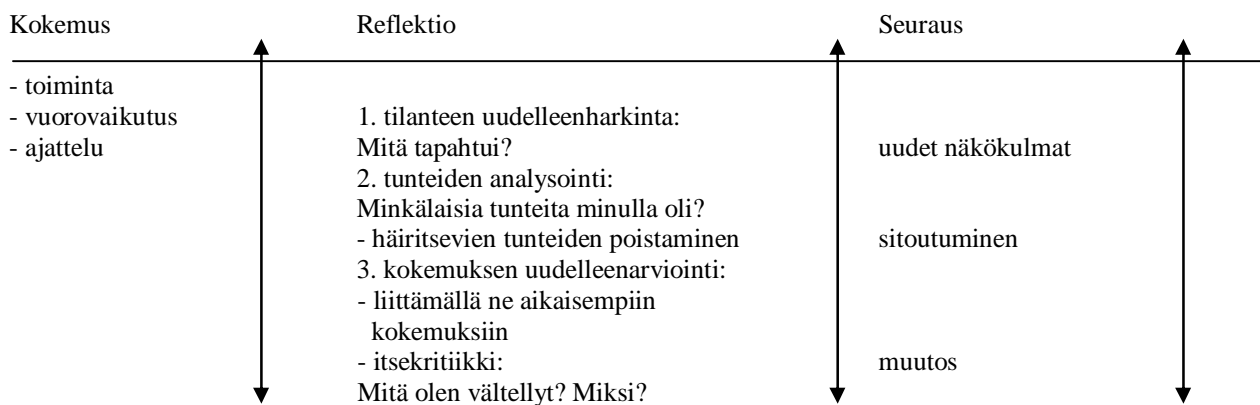 Kokemus
Reflektio
Seuraus
- toiminta
- vuorovaikutus
- ajattelu
1. tilanteen uudelleenharkinta:
Mitä tapahtui?
2. tunteiden analysointi:
Minkälaisia tunteita minulla oli?
- häiritsevien tunteiden poistaminen
3. kokemuksen uudelleenarviointi:
- liittämällä ne aikaisempiin
kokemuksiin
- itsekritiikki:
Mitä olen vältellyt? Miksi?
uudet näkökulmat
sitoutuminen
muutos